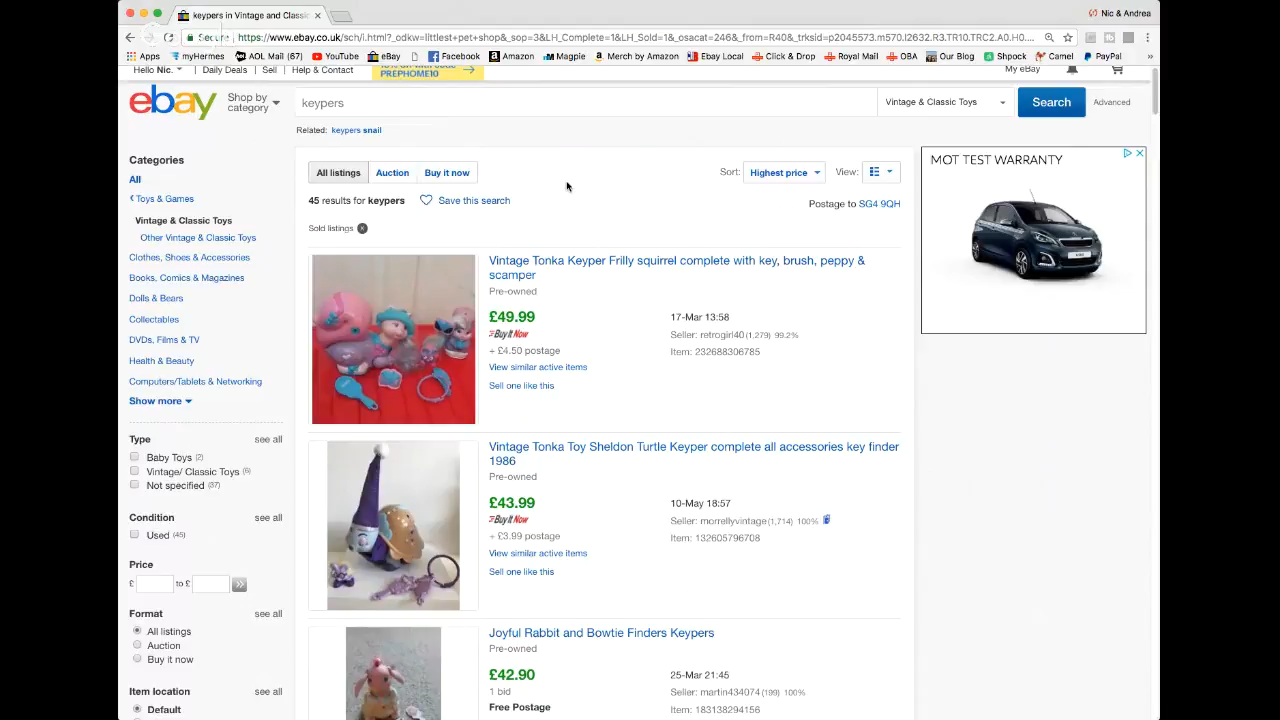 keypers in Vintage and Classic
Nic & Andrea
Secure https://www.ebay.co.uk/sch/i.html?_odkw=littlest+pet+shop&_sop=3&LH_Complete=1&LH_Sold=1&_osacat=246&_from=R40&_trksid=p2045573.m570.l2632.R3.TR10.TRC2.A0.H0....
Apps myHermes AOL Mail (67) YouTube eBay Facebook Amazon Magpie Merch by Amazon Ebay Local Click & Drop Royal Mail OBA Our Blog Shpock Camel PayPal »
Hello Nic. Daily Deals Sell Help & Contact
PREPHOME10
My eBay
ebay
Shop by category
keypers
Vintage & Classic Toys
Search
Advanced
Related: keypers snail
Categories
All
Toys & Games
Vintage & Classic Toys
Other Vintage & Classic Toys
Clothes, Shoes & Accessories
Books, Comics & Magazines
Dolls & Bears
Collectables
DVDs, Films & TV
Health & Beauty
Computers/Tablets & Networking
Show more
Type see all
Baby Toys (2)
Vintage/ Classic Toys (6)
Not specified (37)
Condition see all
Used (45)
Price
£ to £ »
Format see all
All listings
Auction
Buy it now
Item location see all
Default
All listings Auction Buy it now
Sort: Highest price View:
45 results for keypers Save this search
Postage to SG4 9QH
Sold listings
Vintage Tonka Keyper Frilly squirrel complete with key, brush, peppy &
scamper
Pre-owned
£49.99 17-Mar 13:58
Buy It Now Seller: retrogirl40 (1,279) 99.2%
+ £4.50 postage Item: 232688306785
View similar active items
Sell one like this
Vintage Tonka Toy Sheldon Turtle Keyper complete all accessories key finder
1986
Pre-owned
£43.99 10-May 18:57
Buy It Now Seller: morrellyvintage (1,714) 100%
+ £3.99 postage Item: 132605796708
View similar active items
Sell one like this
Joyful Rabbit and Bowtie Finders Keypers
Pre-owned
£42.90 25-Mar 21:45
1 bid Seller: martin434074 (199) 100%
Free Postage Item: 183138294156
MOT TEST WARRANTY